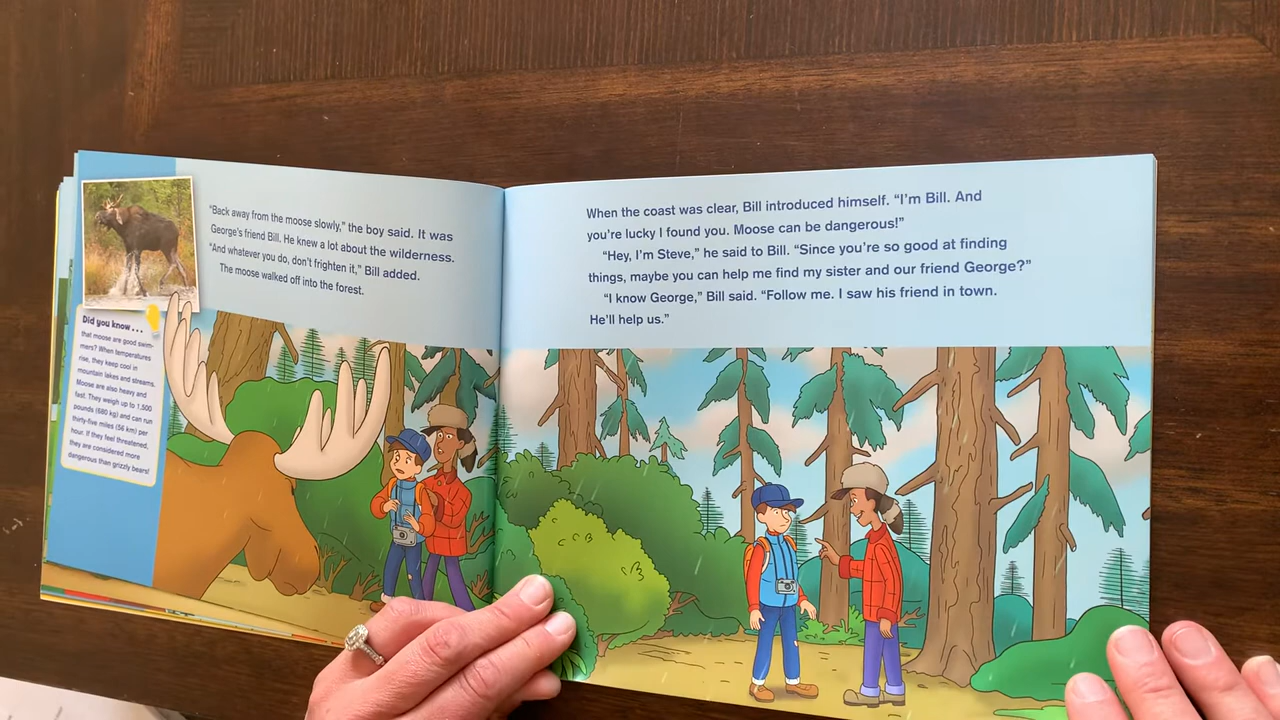 "Back away from the moose slowly," the boy said. It was
George's friend Bill. He knew a lot about the wilderness.
"And whatever you do, don't frighten it," Bill added.
The moose walked off into the forest.
Did you know . . .
that moose are good swim-
mers? When temperatures
rise, they keep cool in
mountain lakes and streams.
Moose are also heavy and
fast. They weigh up to 1,500
pounds (680 kg) and can run
thirty-five miles (56 km) per
hour. If they feel threatened,
they are considered more
dangerous than grizzly bears!
When the coast was clear, Bill introduced himself. "I'm Bill. And
you're lucky I found you. Moose can be dangerous!"
"Hey, I'm Steve," he said to Bill. "Since you're so good at finding
things, maybe you can help me find my sister and our friend George?"
"I know George," Bill said. "Follow me. I saw his friend in town.
He'll help us."